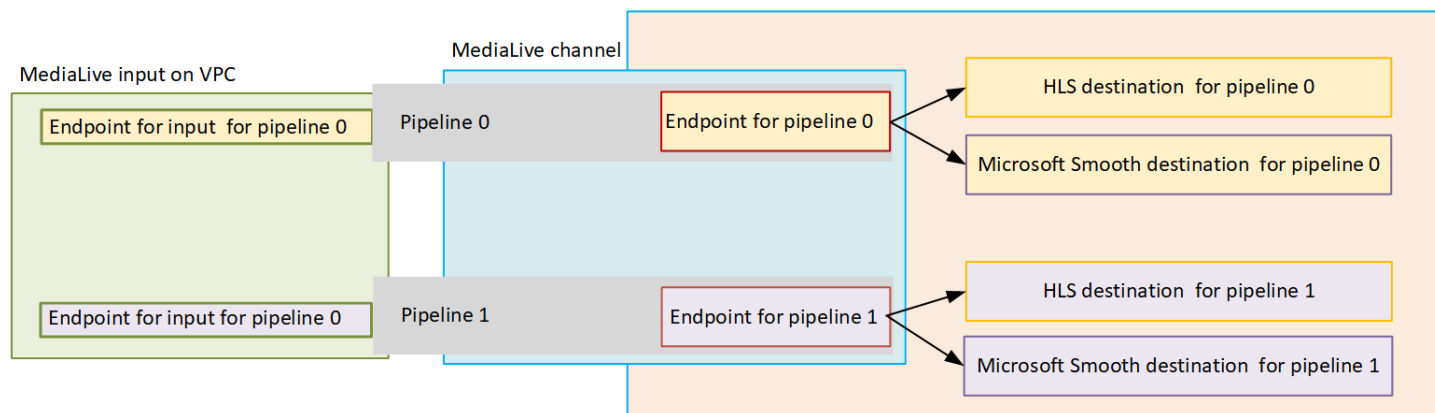 MediaLive channel
MediaLive input on VPC
Endpoint for input for pipeline 0
Pipeline 0
Endpoint for pipeline 0
HLS destination for pipeline 0
Microsoft Smooth destination for pipeline 0
Endpoint for input for pipeline 0
Pipeline 1
Endpoint for pipeline 1
HLS destination for pipeline 1
Microsoft Smooth destination for pipeline 1